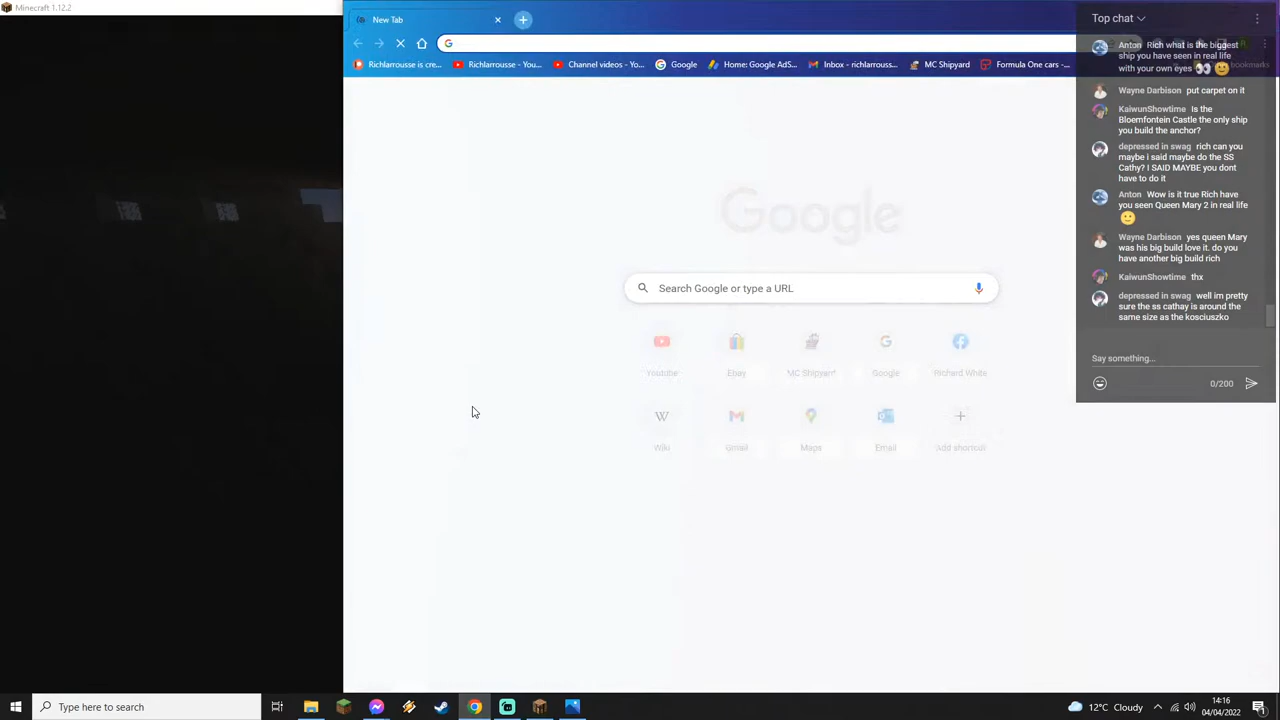 Minecraft 1.12.2
New Tab
Richlarrousse is cre...
Richlarrousse - You...
Channel videos - Yo...
Google
Home: Google AdS...
Inbox - richlarrouss...
MC Shipyard
Formula One cars -...
Google
Search Google or type a URL
Youtube
Ebay
"MC Shipyard"
Google
Richard White
Wiki
Gmail
Maps
Email
Add shortcut
Top chat
Anton Rich what is the biggest
ship you have seen in real life
with your own eyes 👀 🙂
bookmarks
Wayne Darbison put carpet on it
KaiwunShowtime Is the
Bloemfontein Castle the only ship
you build the anchor?
depressed in swag rich can you
maybe i said maybe do the SS
Cathy? I SAID MAYBE you dont
have to do it
Anton Wow is it true Rich have
you seen Queen Mary 2 in real life
🙂
Wayne Darbison yes queen Mary
was his big build love it. do you
have another big build rich
KaiwunShowtime thx
depressed in swag well im pretty
sure the ss cathay is around the
same size as the kosciuszko
Say something...
0/200
Type here to search
12°C Cloudy
14:16
04/04/2022
1